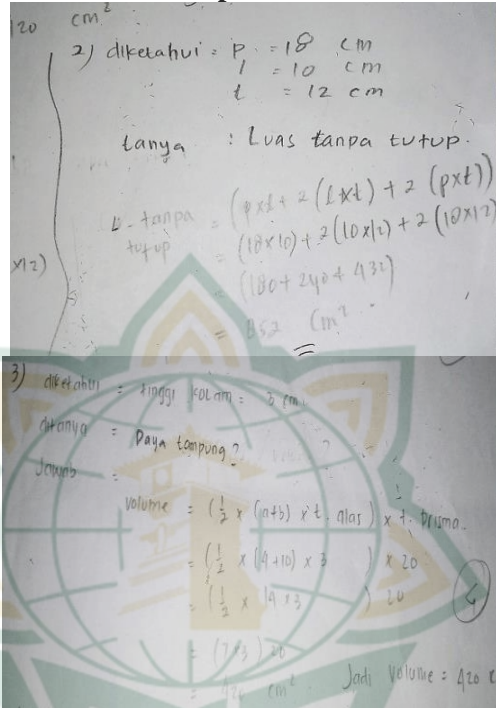 120 cm²
2) diketahui = p = 18 cm
l = 10 cm
t = 12 cm
tanya : Luas tanpa tutup.
L. tanpa tutup = (p x l + 2 (l x t) + 2 (p x t))
x12)
= (18 x 10) + 2 (10 x 12) + 2 (18 x 12)
= (180 + 240 + 432)
= 852 cm²
3) diketahui = tinggi kolam = 3 cm
ditanya = Daya tampung?
Jawab =
Volume = (1/2 x (a+b) x t. alas) x t. prisma.
= (1/2 x (4+10) x 3 ) x 20
= (1/2 x 14 x 3 ) 20
= (7 x 3) 20
= 420 cm². Jadi Volume = 420 c